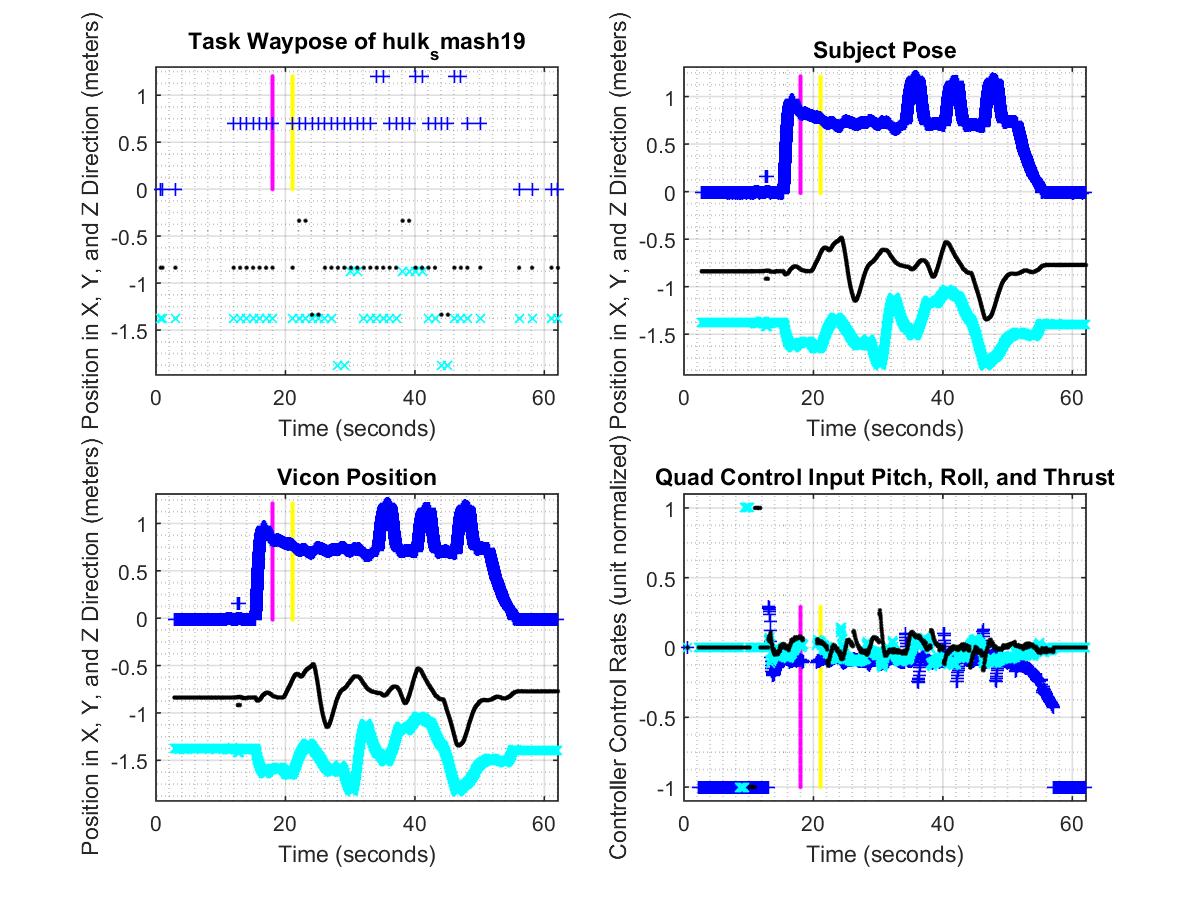 Task Waypose of hulksmash19
Position in X, Y, and Z Direction (meters)
1
0.5
0
-0.5
-1
-1.5
0 20 40 60
Time (seconds)
Subject Pose
Position in X, Y, and Z Direction (meters)
1
0.5
0
-0.5
-1
-1.5
0 20 40 60
Time (seconds)
Vicon Position
Position in X, Y, and Z Direction (meters)
1
0.5
0
-0.5
-1
-1.5
0 20 40 60
Time (seconds)
Quad Control Input Pitch, Roll, and Thrust
Controller Control Rates (unit normalized)
1
0.5
0
-0.5
-1
0 20 40 60
Time (seconds)